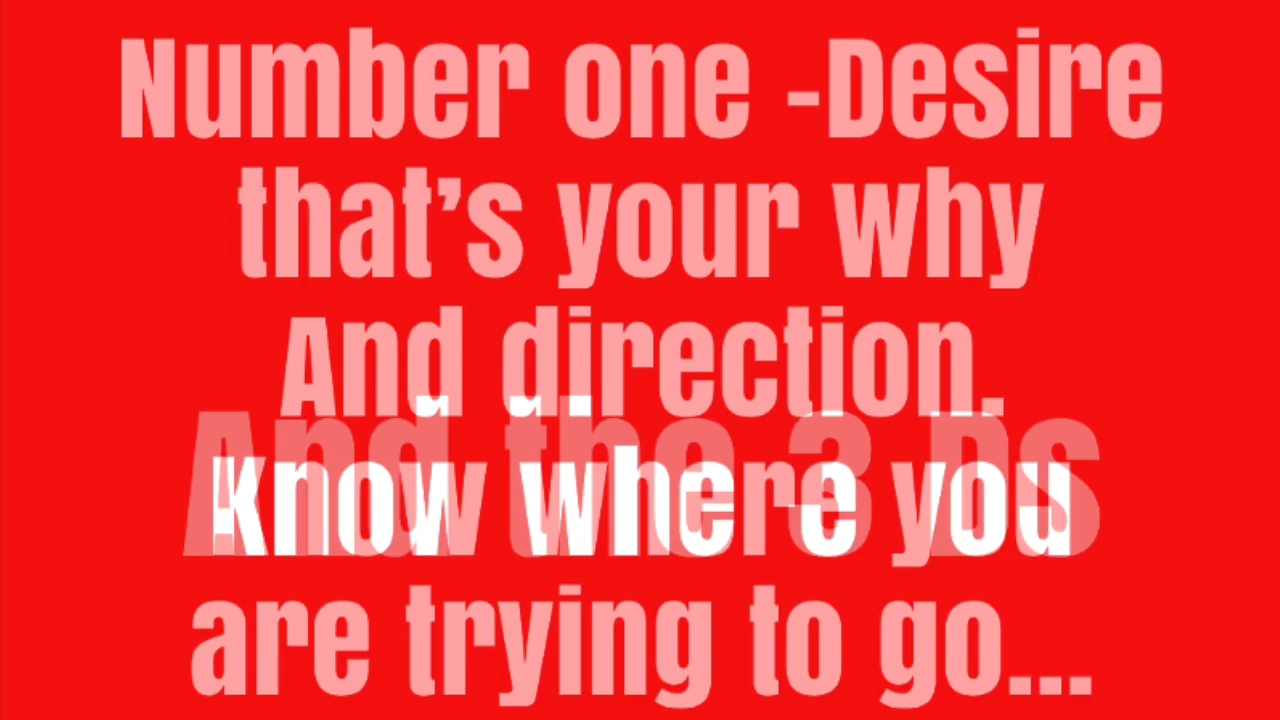 Number one -Desire
that's your why
And direction.
And the 3 DS
Know where you
are trying to go...